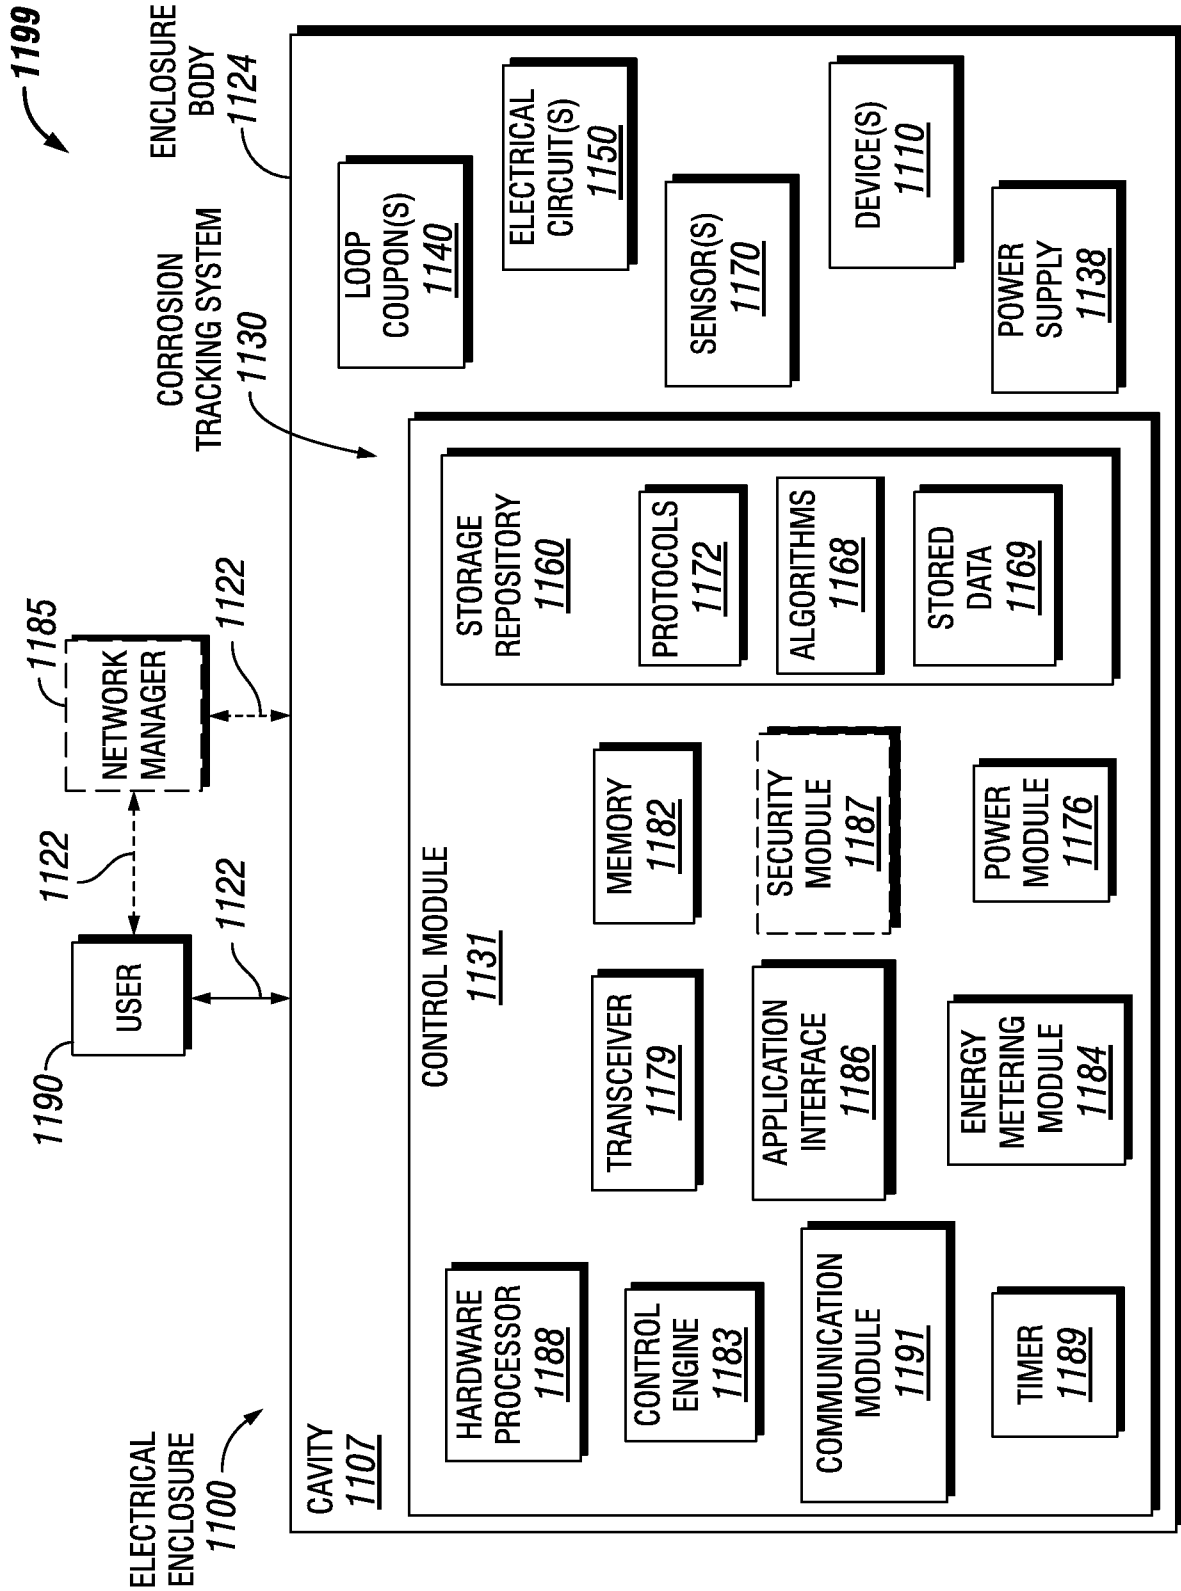 1199
ELECTRICAL
ENCLOSURE
1100
1190
USER
1122
1122
NETWORK
MANAGER
1185
1122
CORROSION
TRACKING SYSTEM
1130
ENCLOSURE
BODY
1124
CAVITY
1107
CONTROL MODULE
1131
HARDWARE
PROCESSOR
1188
CONTROL
ENGINE
1183
COMMUNICATION
MODULE
1191
TIMER
1189
TRANSCEIVER
1179
APPLICATION
INTERFACE
1186
ENERGY
METERING
MODULE
1184
MEMORY
1182
SECURITY
MODULE
1187
POWER
MODULE
1176
STORAGE
REPOSITORY
1160
PROTOCOLS
1172
ALGORITHMS
1168
STORED
DATA
1169
LOOP
COUPON(S)
1140
ELECTRICAL
CIRCUIT(S)
1150
SENSOR(S)
1170
DEVICE(S)
1110
POWER
SUPPLY
1138